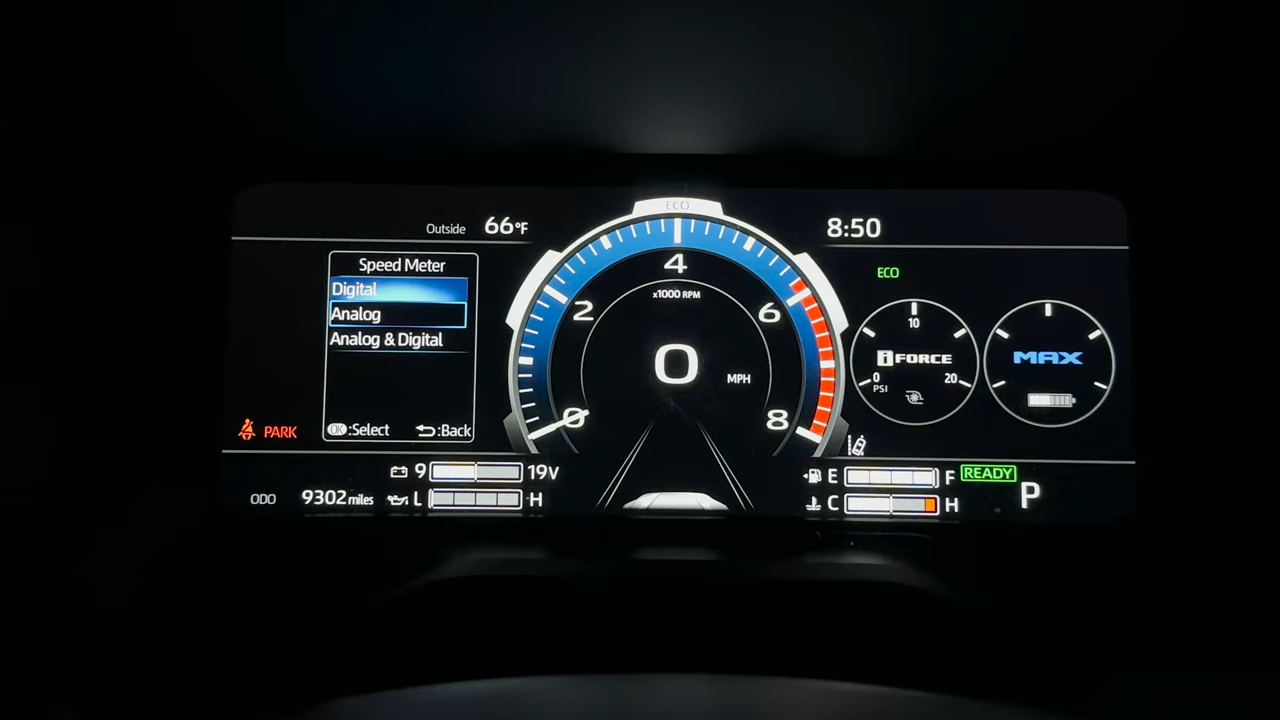 Outside 66°F
8:50
Speed Meter
Digital
Analog
Analog & Digital
OK:Select
:Back
PARK
ECO
4
x1000 RPM
2
6
0
MPH
0
8
ECO
10
iFORCE
0
20
PSI
MAX
9
19V
ODO 9302 miles
L
H
E
F
READY
C
H
P